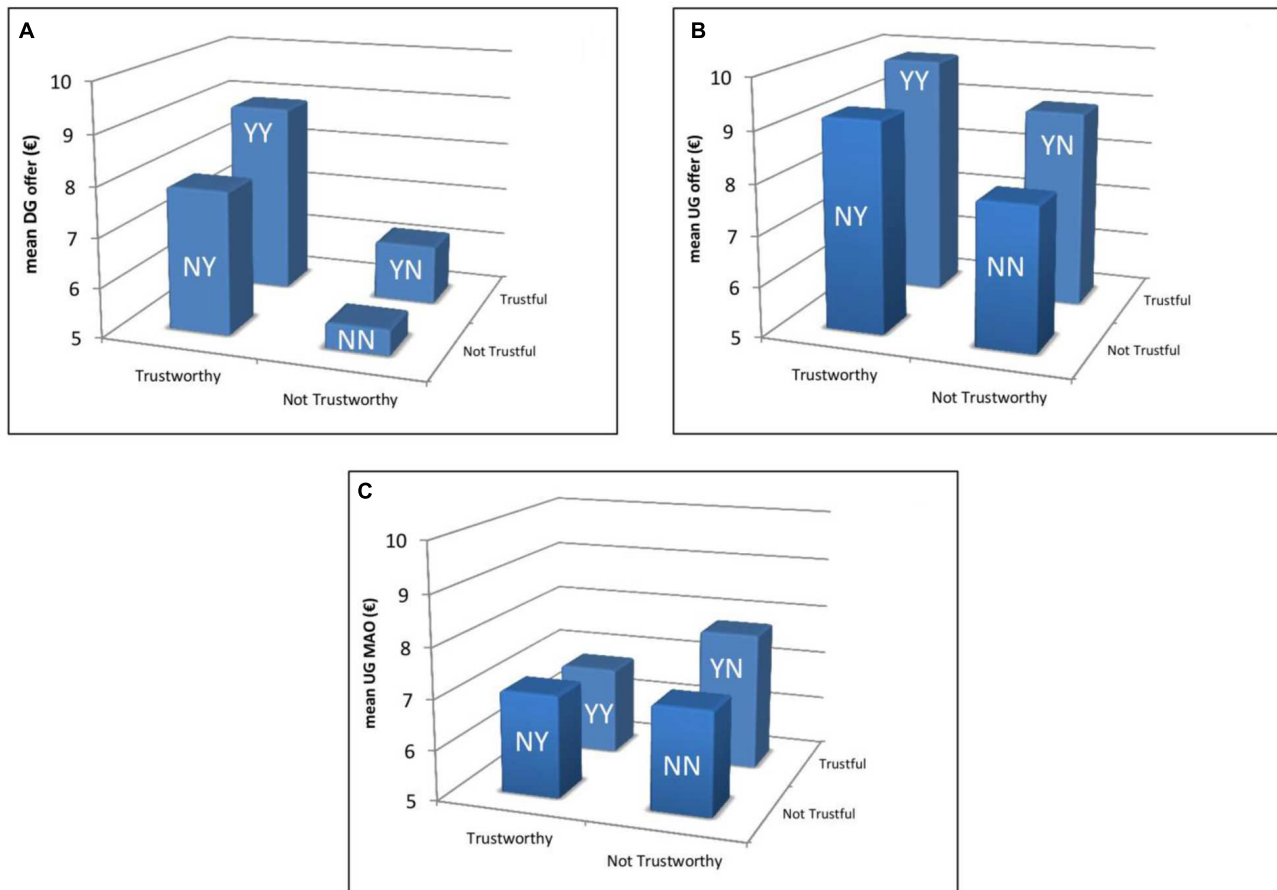 A
mean DG offer (€)
10
9
8
7
6
5
YY
NY
YN
NN
Trustful
Not Trustful
Trustworthy
Not Trustworthy
B
mean UG offer (€)
10
9
8
7
6
5
YY
YN
NY
NN
Trustful
Not Trustful
Trustworthy
Not Trustworthy
C
mean UG MAO (€)
10
9
8
7
6
5
YN
YY
NY
NN
Trustful
Not Trustful
Trustworthy
Not Trustworthy